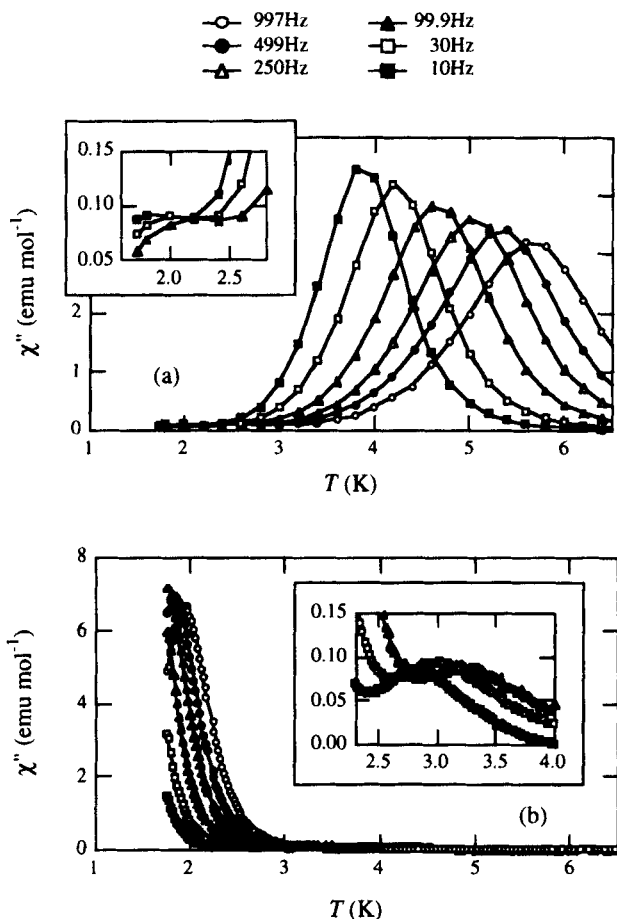 997Hz 99.9Hz
499Hz 30Hz
250Hz 10Hz
0.15
0.10
0.05
2.0 2.5
2
1
0
χ'' (emu mol⁻¹)
(a)
1 2 3 4 5 6
T (K)
8
6
4
2
0
χ'' (emu mol⁻¹)
0.15
0.10
0.05
0.00
2.5 3.0 3.5 4.0
(b)
1 2 3 4 5 6
T (K)